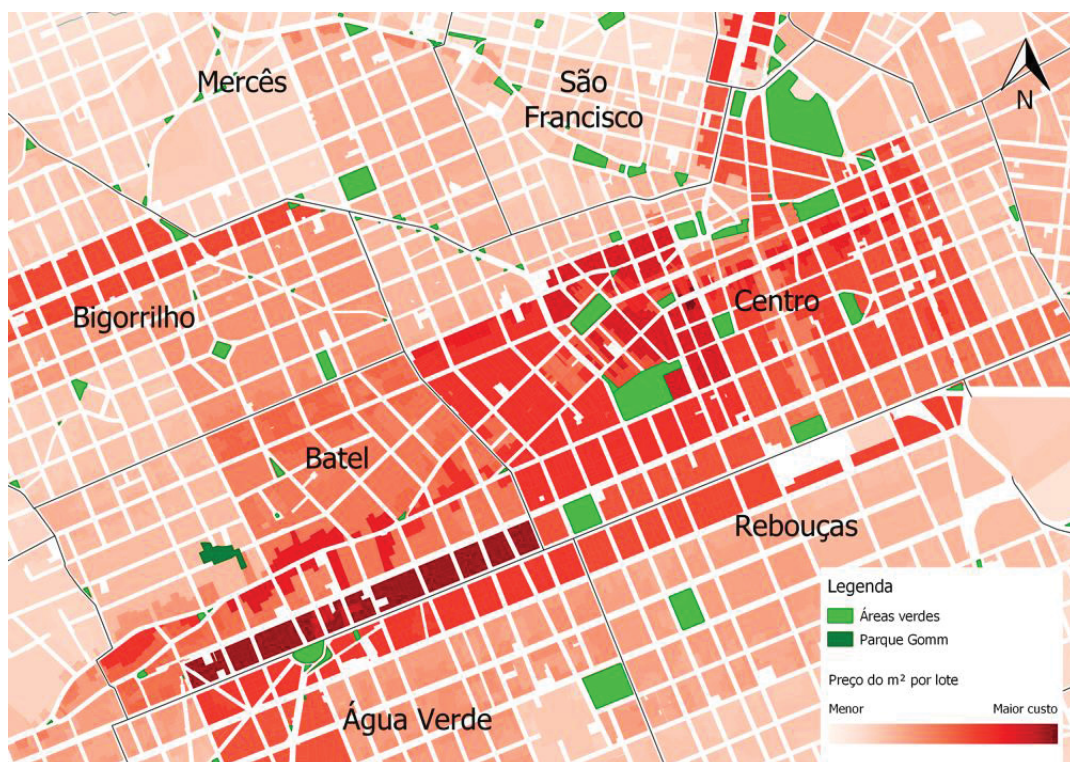 Mercês
São
Francisco
N
Bigorrilho
Centro
Batel
Rebouças
Água Verde
Legenda
Áreas verdes
Parque Gomm
Preço do m² por lote
Menor Maior custo